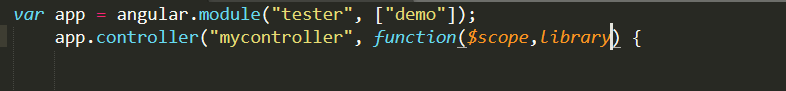 var app = angular.module("tester", ["demo"]);
app.controller("mycontroller", function($scope,library) {